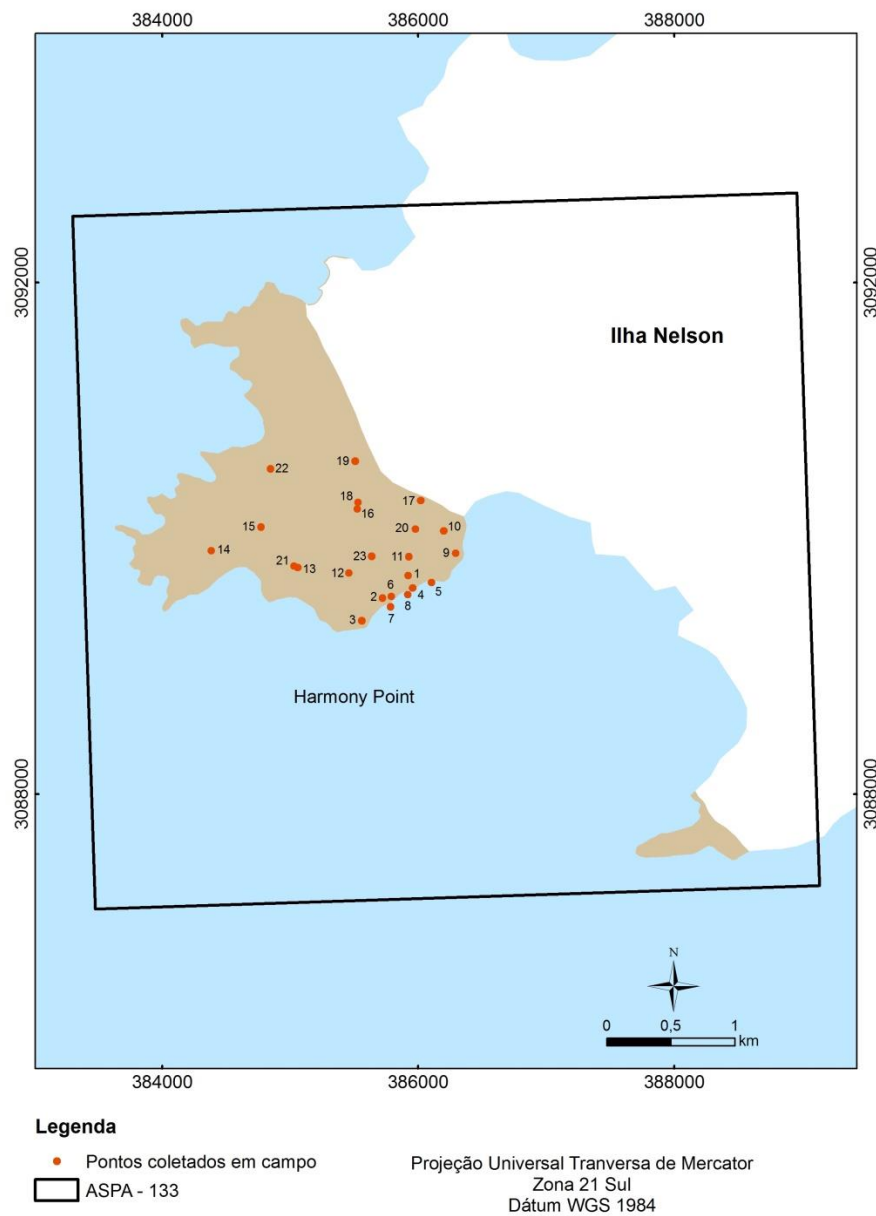 384000 386000 388000
3092000 3092000
Ilha Nelson
19
22
18
17
16
15
20
10
14
23
11
9
21
13
12
1
6
5
2
4
8
3
7
Harmony Point
3088000 3088000
N
0 0,5 1
km
384000 386000 388000
Legenda
Pontos coletados em campo
ASPA - 133
Projeção Universal Tranversa de Mercator
Zona 21 Sul
Dátum WGS 1984